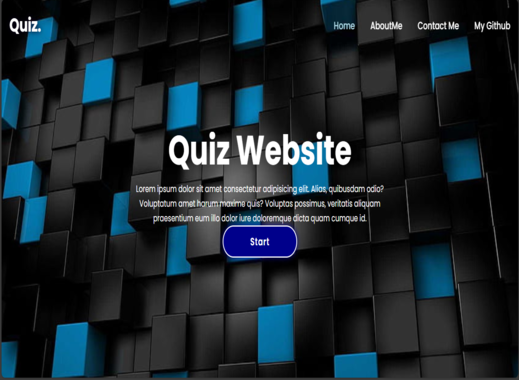 Quiz.
Home AboutMe Contact Me My Github
Quiz Website
Lorem ipsum dolor sit amet consectetur adipisicing elit. Alias, quibusdam odio?
Voluptatum amet harum maxime quis? Voluptas possimus, veritatis aliquam
praesentium eum illo dolor iure doloremque dicta quam cumque id.
Start